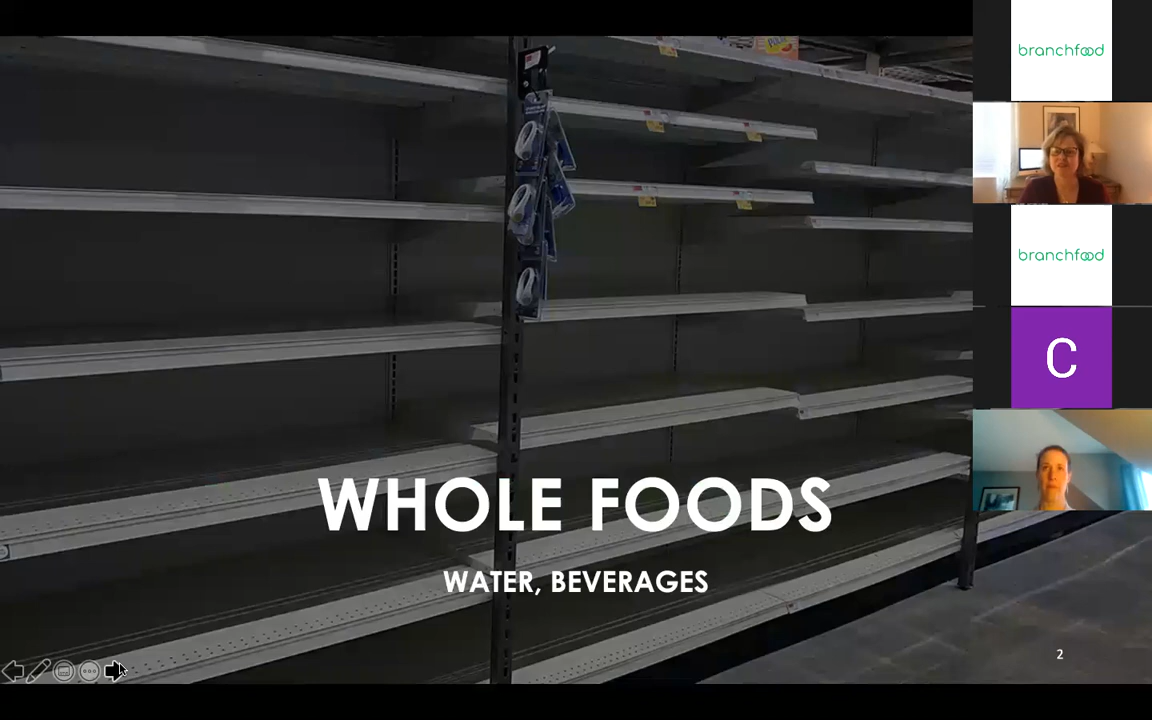 WHOLE FOODS
WATER, BEVERAGES
2
branchfood
branchfood
C